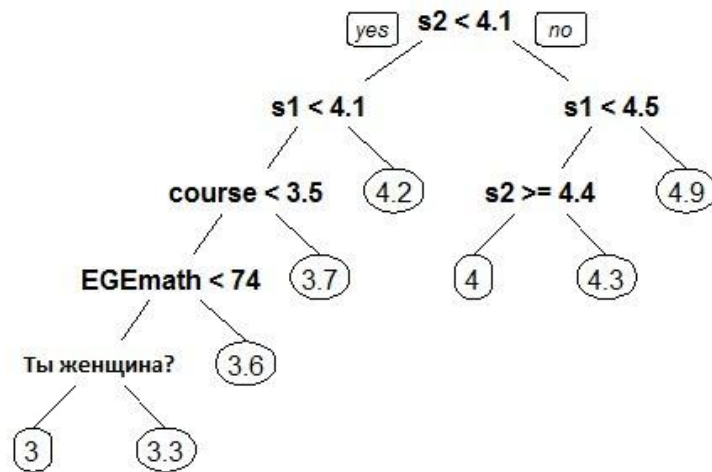 yes s2 < 4.1 no
s1 < 4.1 s1 < 4.5
course < 3.5 4.2 s2 >= 4.4 4.9
EGEmath < 74 3.7 4 4.3
Ты женщина? 3.6
3 3.3